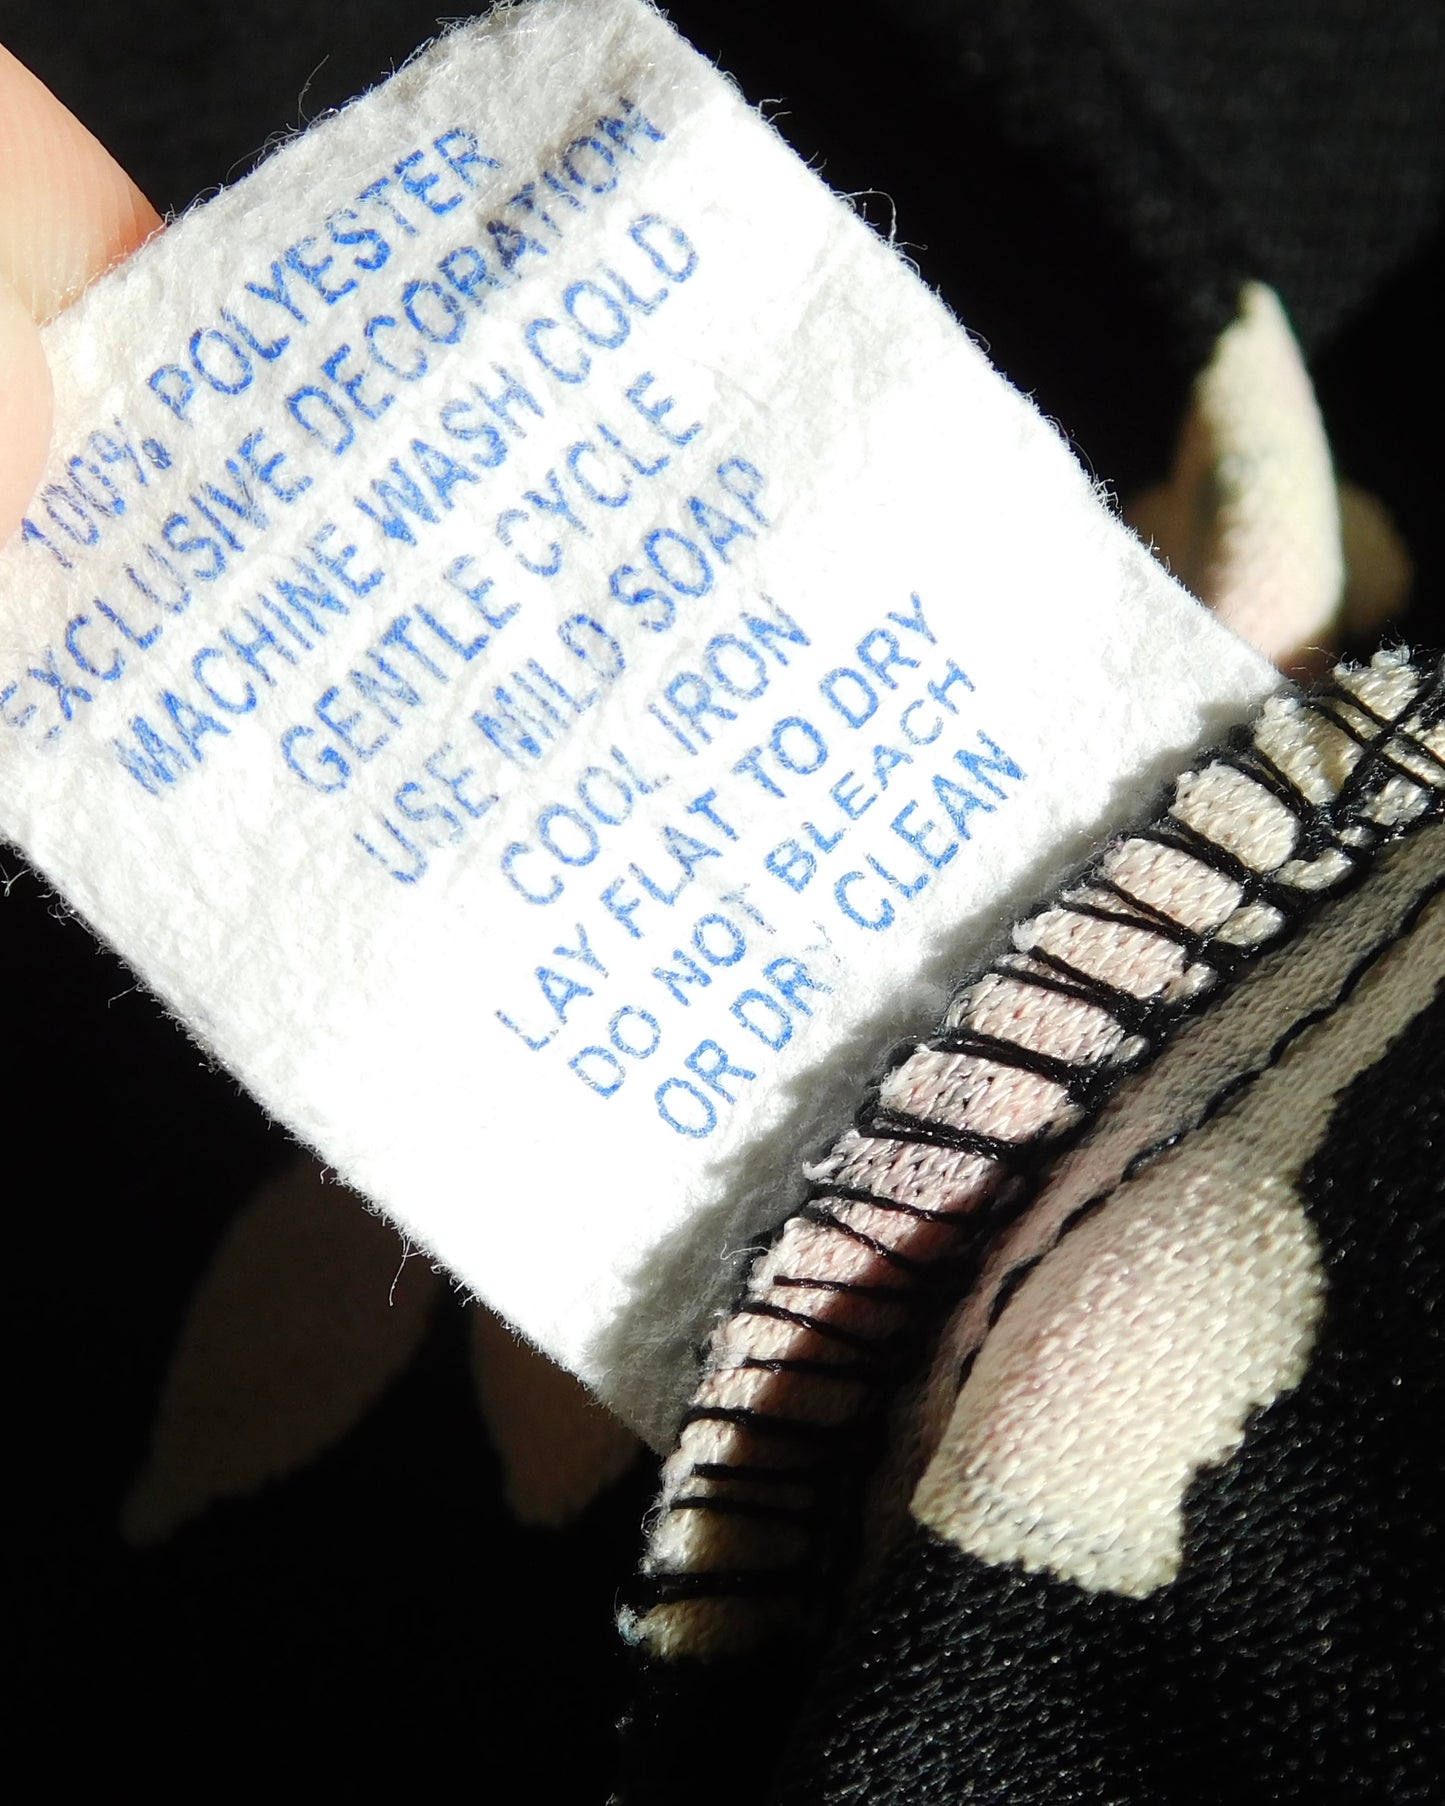 100% POLYESTER
EXCLUSIVE DECORATION
MACHINE WASH COLD
GENTLE CYCLE
USE MILD SOAP
COOL IRON
LAY FLAT TO DRY
DO NOT BLEACH
OR DRY CLEAN